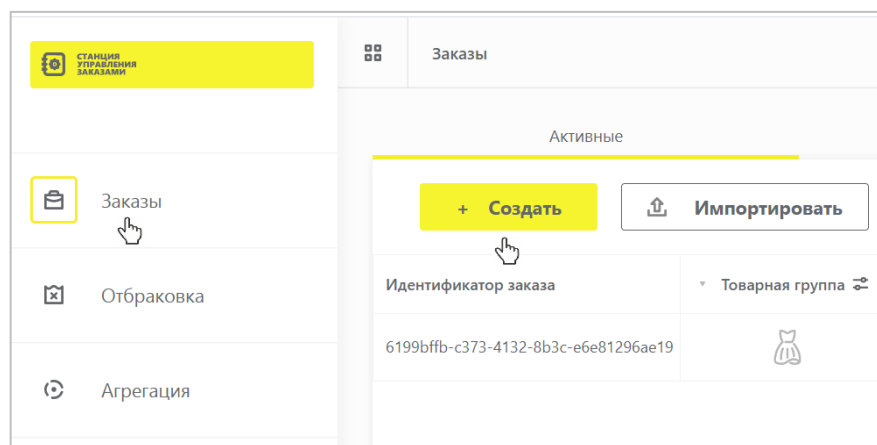 СТАНЦИЯ
УПРАВЛЕНИЯ
ЗАКАЗАМИ
Заказы
Активные
Заказы
+ Создать
Импортировать
Идентификатор заказа
Товарная группа
Отбраковка
6199bffb-c373-4132-8b3c-e6e81296ae19
Агрегация